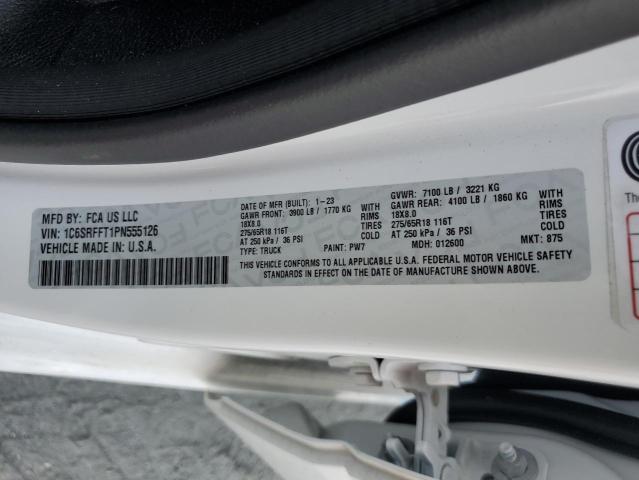 MFD BY: FCA US LLC
VIN: 1C6SRFFT1PN555126
VEHICLE MADE IN: U.S.A.
DATE OF MFR (BUILT): 1-23
GAWR FRONT: 3900 LB / 1770 KG WITH
18X8.0 RIMS
275/65R18 116T TIRES
AT 250 kPa / 36 PSI COLD
TYPE: TRUCK PAINT: PW7
GVWR: 7100 LB / 3221 KG
GAWR REAR: 4100 LB / 1860 KG WITH
18X8.0 RIMS
275/65R18 116T TIRES
AT 250 kPa / 36 PSI COLD
MDH: 012600 MKT: 875
THIS VEHICLE CONFORMS TO ALL APPLICABLE U.S.A. FEDERAL MOTOR VEHICLE SAFETY
STANDARDS IN EFFECT ON THE DATE OF MANUFACTURE SHOWN ABOVE.